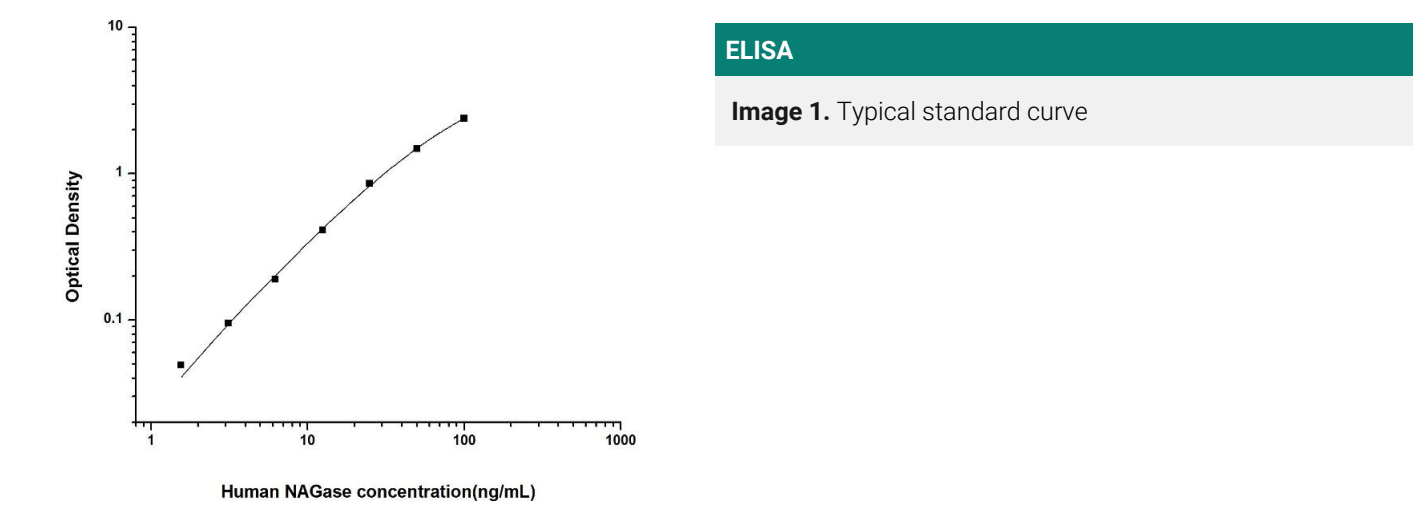 10
1
0.1
Optical Density
1 10 100 1000
Human NAGase concentration(ng/mL)
ELISA
Image 1. Typical standard curve